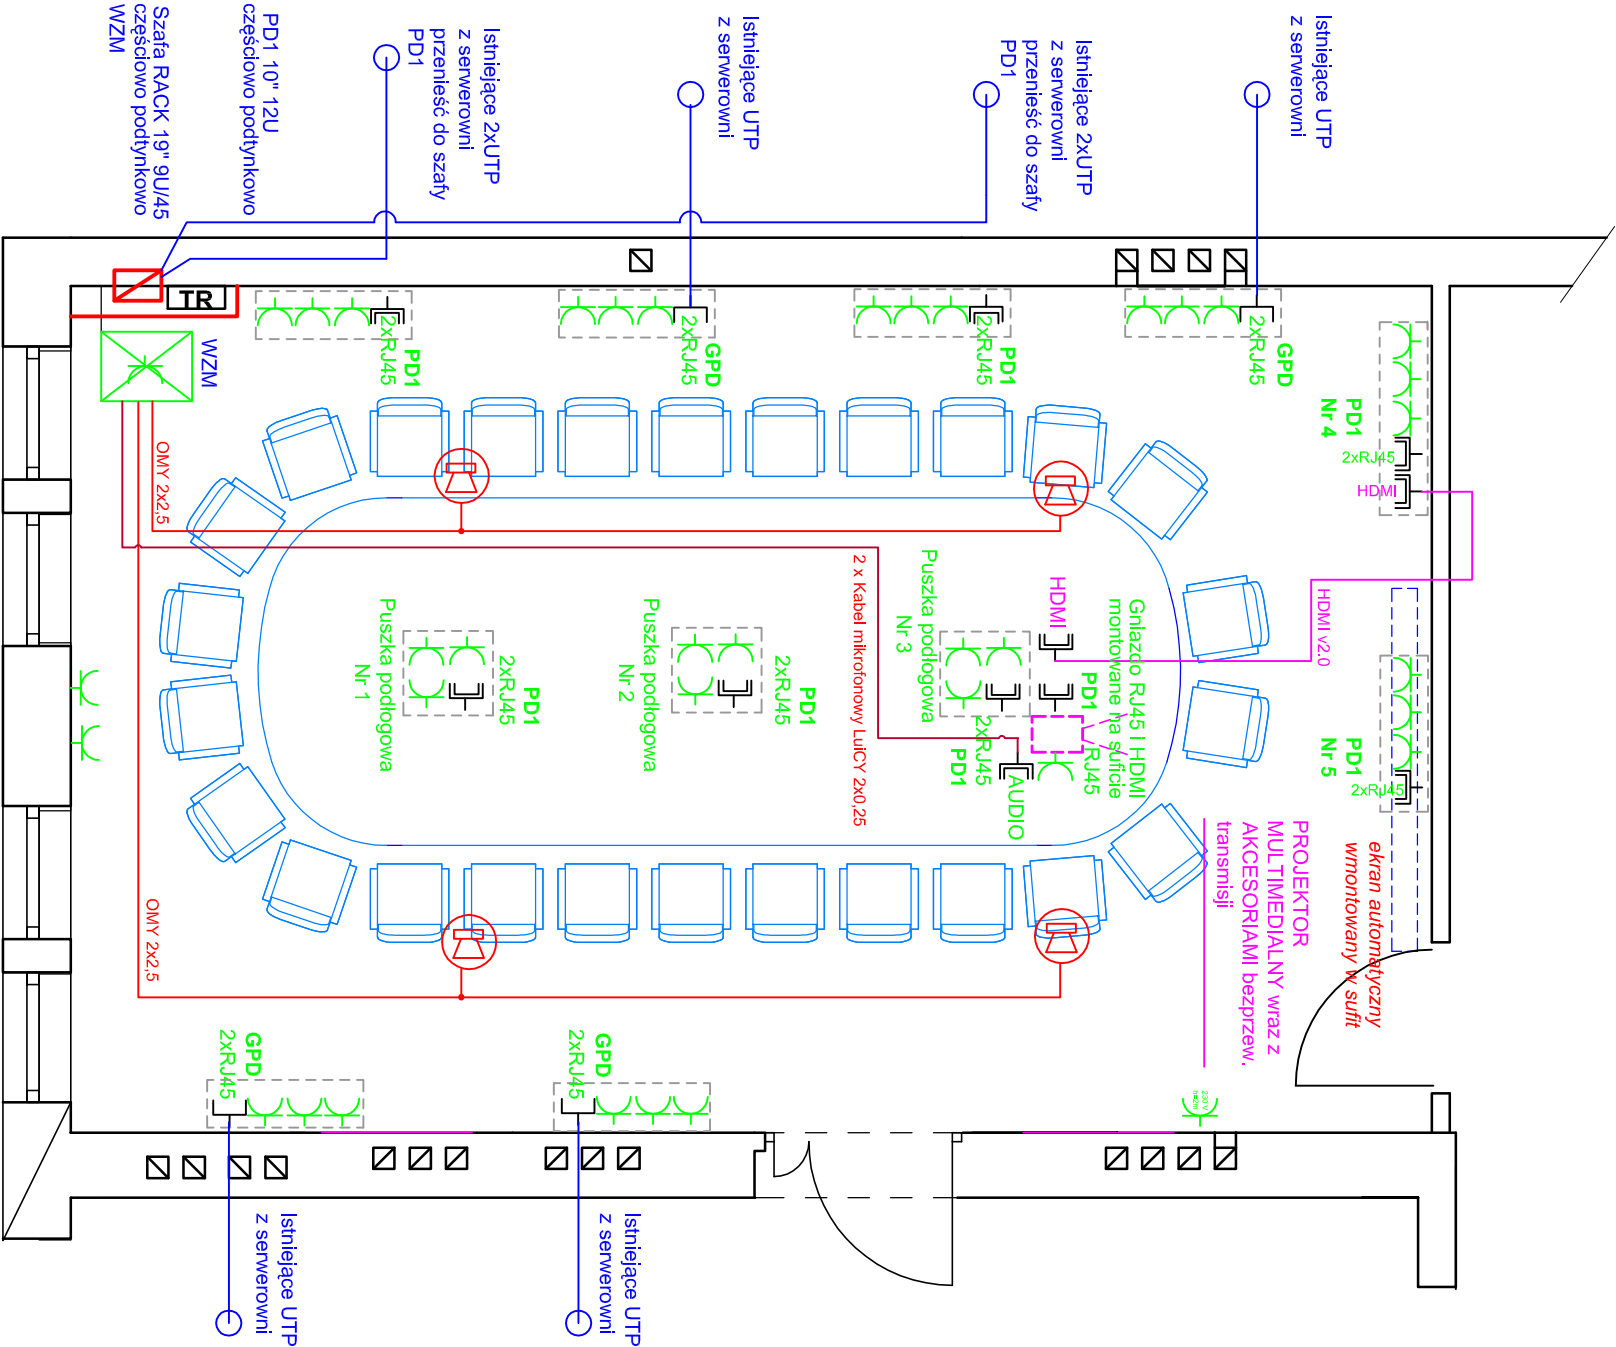 Istniejące UTP
z serwerowni
Istniejące 2xUTP
z serwerowni
przenieść do szafy
PD1
Istniejące UTP
z serwerowni
Istniejące 2xUTP
z serwerowni
przenieść do szafy
PD1
PD1 10" 12U
częściowo podtynkowo
Szafa RACK 19" 9U/45
częściowo podtynkowo
WZM
TR
WZM
PD1
2xRJ45
GPD
2xRJ45
PD1
2xRJ45
GPD
2xRJ45
PD1
Nr 4
2xRJ45
HDMI
HDMI v2.0
OMY 2x2,5
2 x Kabel mikrofonowy LuiCY 2x0,25
Puszka podłogowa
Nr 1
PD1
2xRJ45
Puszka podłogowa
Nr 2
PD1
2xRJ45
Puszka podłogowa
Nr 3
2xRJ45
PD1
HDMI
Gniazdo RJ45 i HDMI
montowane na suficie
PD1
RJ45
AUDIO
PD1
Nr 5
2xRJ45
ekran automatyczny
wmontowany w sufit
PROJEKTOR
MULTIMEDIALNY wraz z
AKCESORIAMI bezprzew.
transmisji
OMY 2x2,5
GPD
2xRJ45
GPD
2xRJ45
230 V
h=2m
Istniejące UTP
z serwerowni
Istniejące UTP
z serwerowni